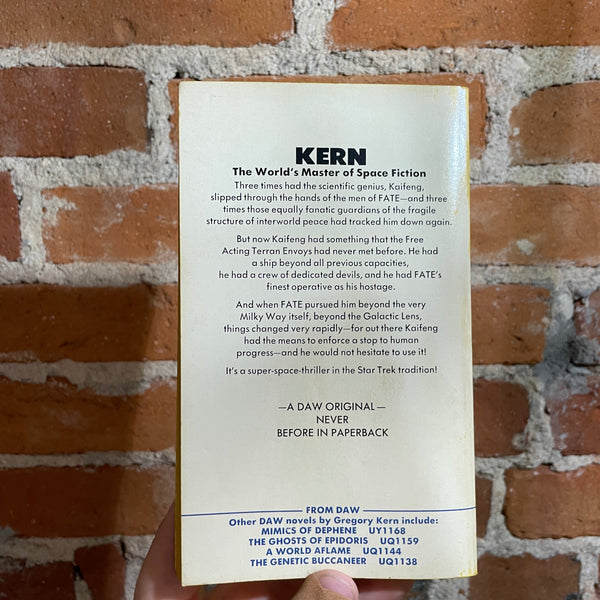 KERN
The World's Master of Space Fiction
Three times had the scientific genius, Kaifeng,
slipped through the hands of the men of FATE—and three
times those equally fanatic guardians of the fragile
structure of interworld peace had tracked him down again.
But now Kaifeng had something that the Free
Acting Terran Envoys had never met before. He had
a ship beyond all previous capacities,
he had a crew of dedicated devils, and he had FATE's
finest operative as his hostage.
And when FATE pursued him beyond the very
Milky Way itself, beyond the Galactic Lens,
things changed very rapidly—for out there Kaifeng
had the means to enforce a stop to human
progress—and he would not hesitate to use it!
It's a super-space-thriller in the Star Trek tradition!
—A DAW ORIGINAL—
NEVER
BEFORE IN PAPERBACK
FROM DAW
Other DAW novels by Gregory Kern include:
MIMICS OF DEPHENE UY1168
THE GHOSTS OF EPIDORIS UQ1159
A WORLD AFLAME UQ1144
THE GENETIC BUCCANEER UQ1138